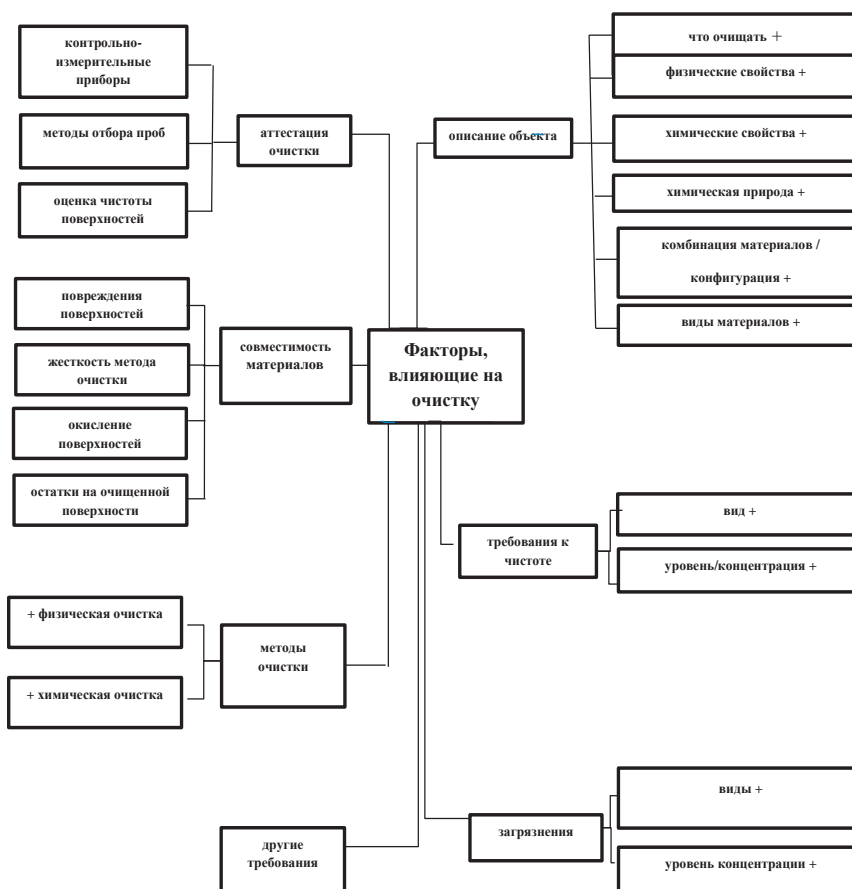 контрольно-
измерительные
приборы
методы отбора проб
оценка чистоты
поверхностей
аттестация
очистки
повреждения
поверхностей
жесткость метода
очистки
окисление
поверхностей
остатки на очищенной
поверхности
совместимость
материалов
+ физическая очистка
+ химическая очистка
методы
очистки
другие
требования
Факторы,
влияющие на
очистку
описание объекта
что очищать +
физические свойства +
химические свойства +
химическая природа +
комбинация материалов /
конфигурация +
виды материалов +
требования к
чистоте
вид +
уровень/концентрация +
загрязнения
виды +
уровень концентрации +